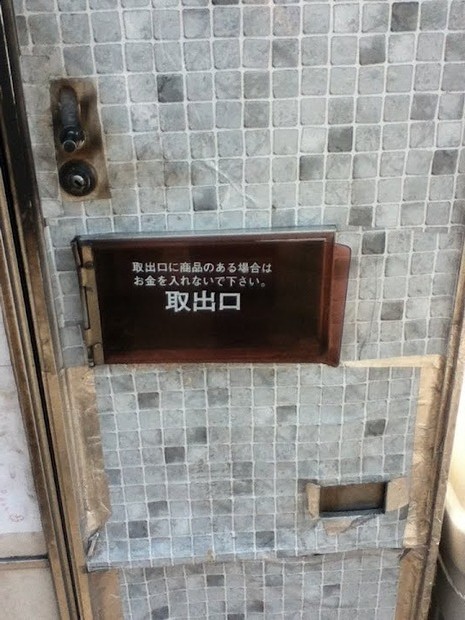 取出口に商品のある場合は
お金を入れないで下さい。
取出口